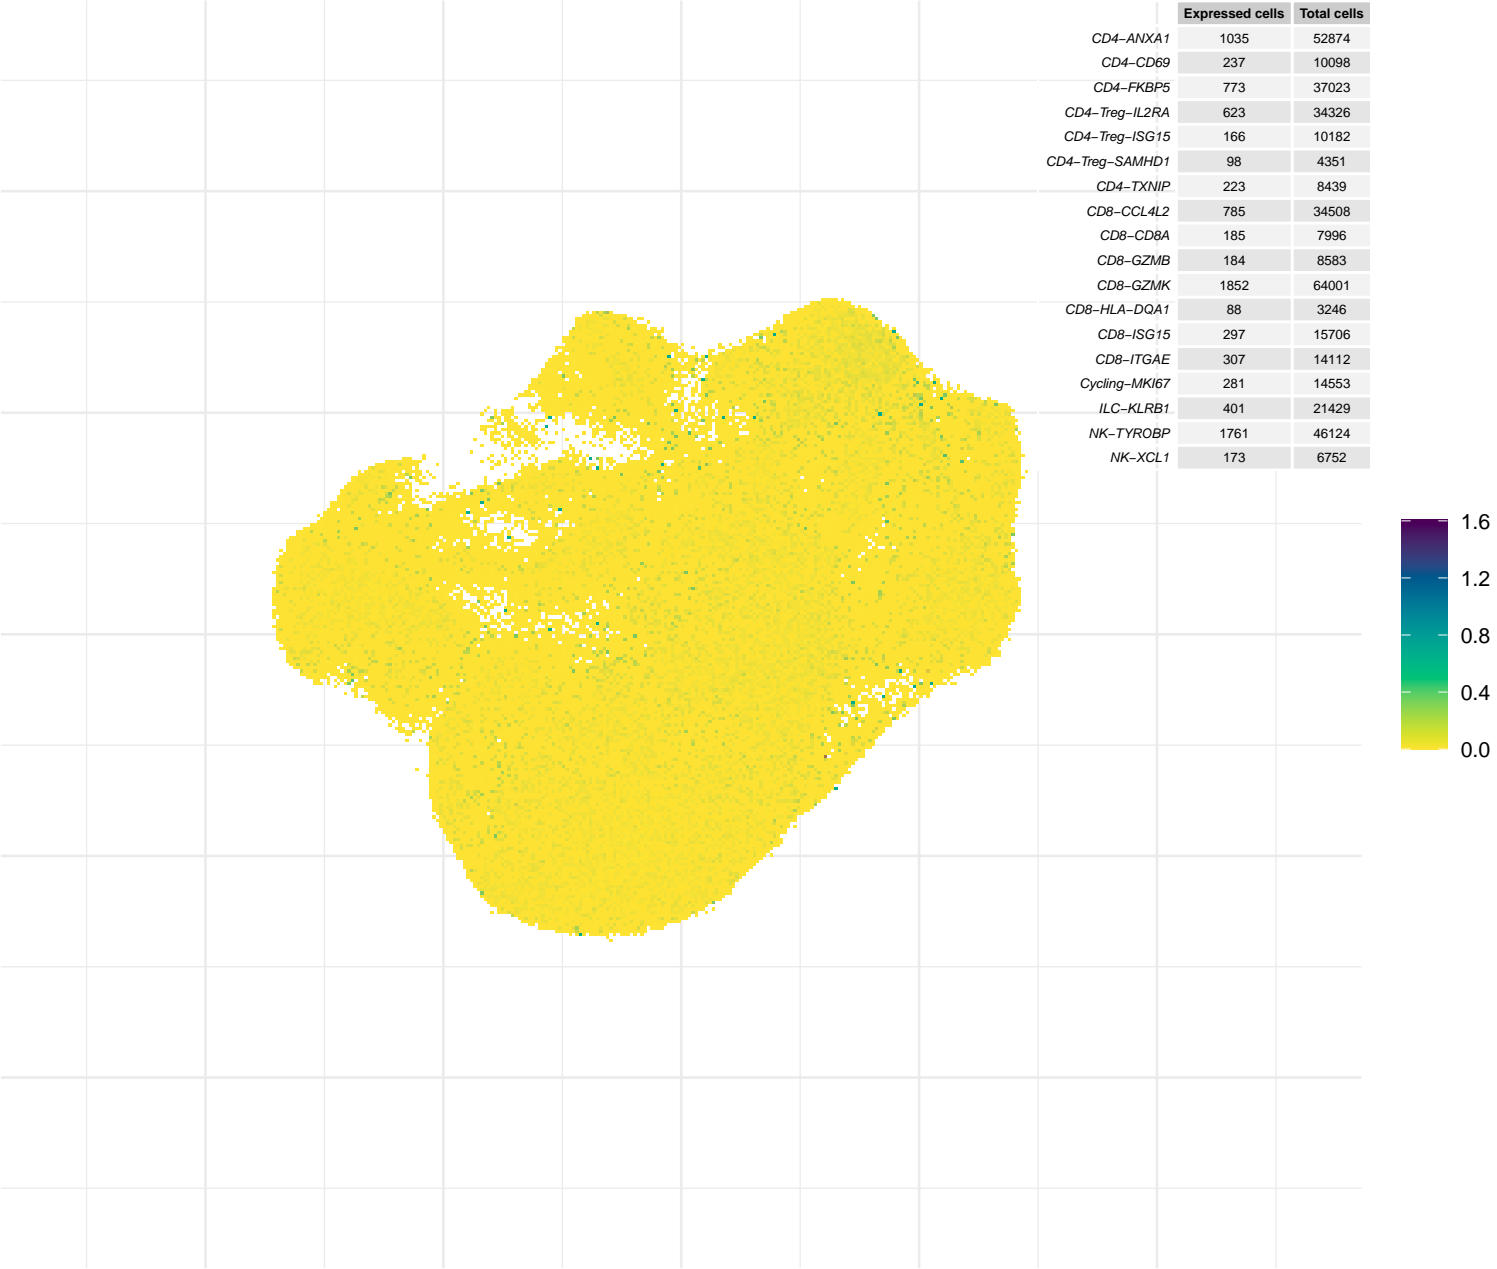 Expressed cells Total cells
CD4−ANXA1 1035 52874
CD4−CD69 237 10098
CD4−FKBP5 773 37023
CD4−Treg−IL2RA 623 34326
CD4−Treg−ISG15 166 10182
CD4−Treg−SAMHD1 98 4351
CD4−TXNIP 223 8439
CD8−CCL4L2 785 34508
CD8−CD8A 185 7996
CD8−GZMB 184 8583
CD8−GZMK 1852 64001
CD8−HLA−DQA1 88 3246
CD8−ISG15 297 15706
CD8−ITGAE 307 14112
Cycling−MKI67 281 14553
ILC−KLRB1 401 21429
NK−TYROBP 1761 46124
NK−XCL1 173 6752
1.6
1.2
0.8
0.4
0.0